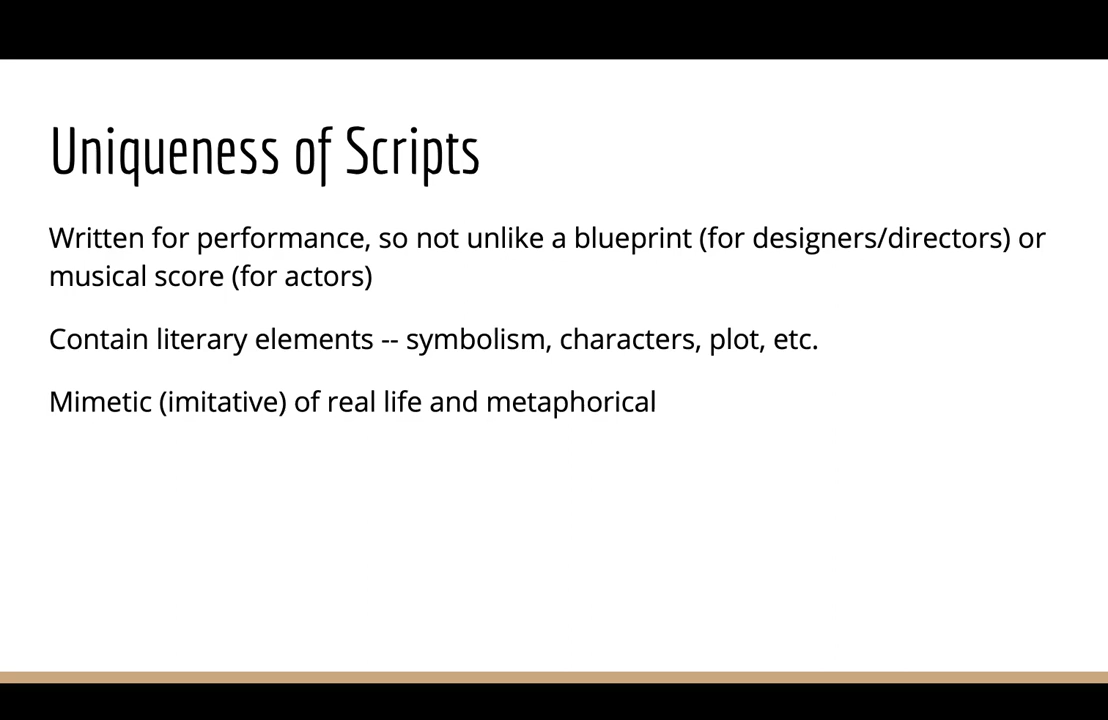 Uniqueness of Scripts
Written for performance, so not unlike a blueprint (for designers/directors) or
musical score (for actors)
Contain literary elements -- symbolism, characters, plot, etc.
Mimetic (imitative) of real life and metaphorical